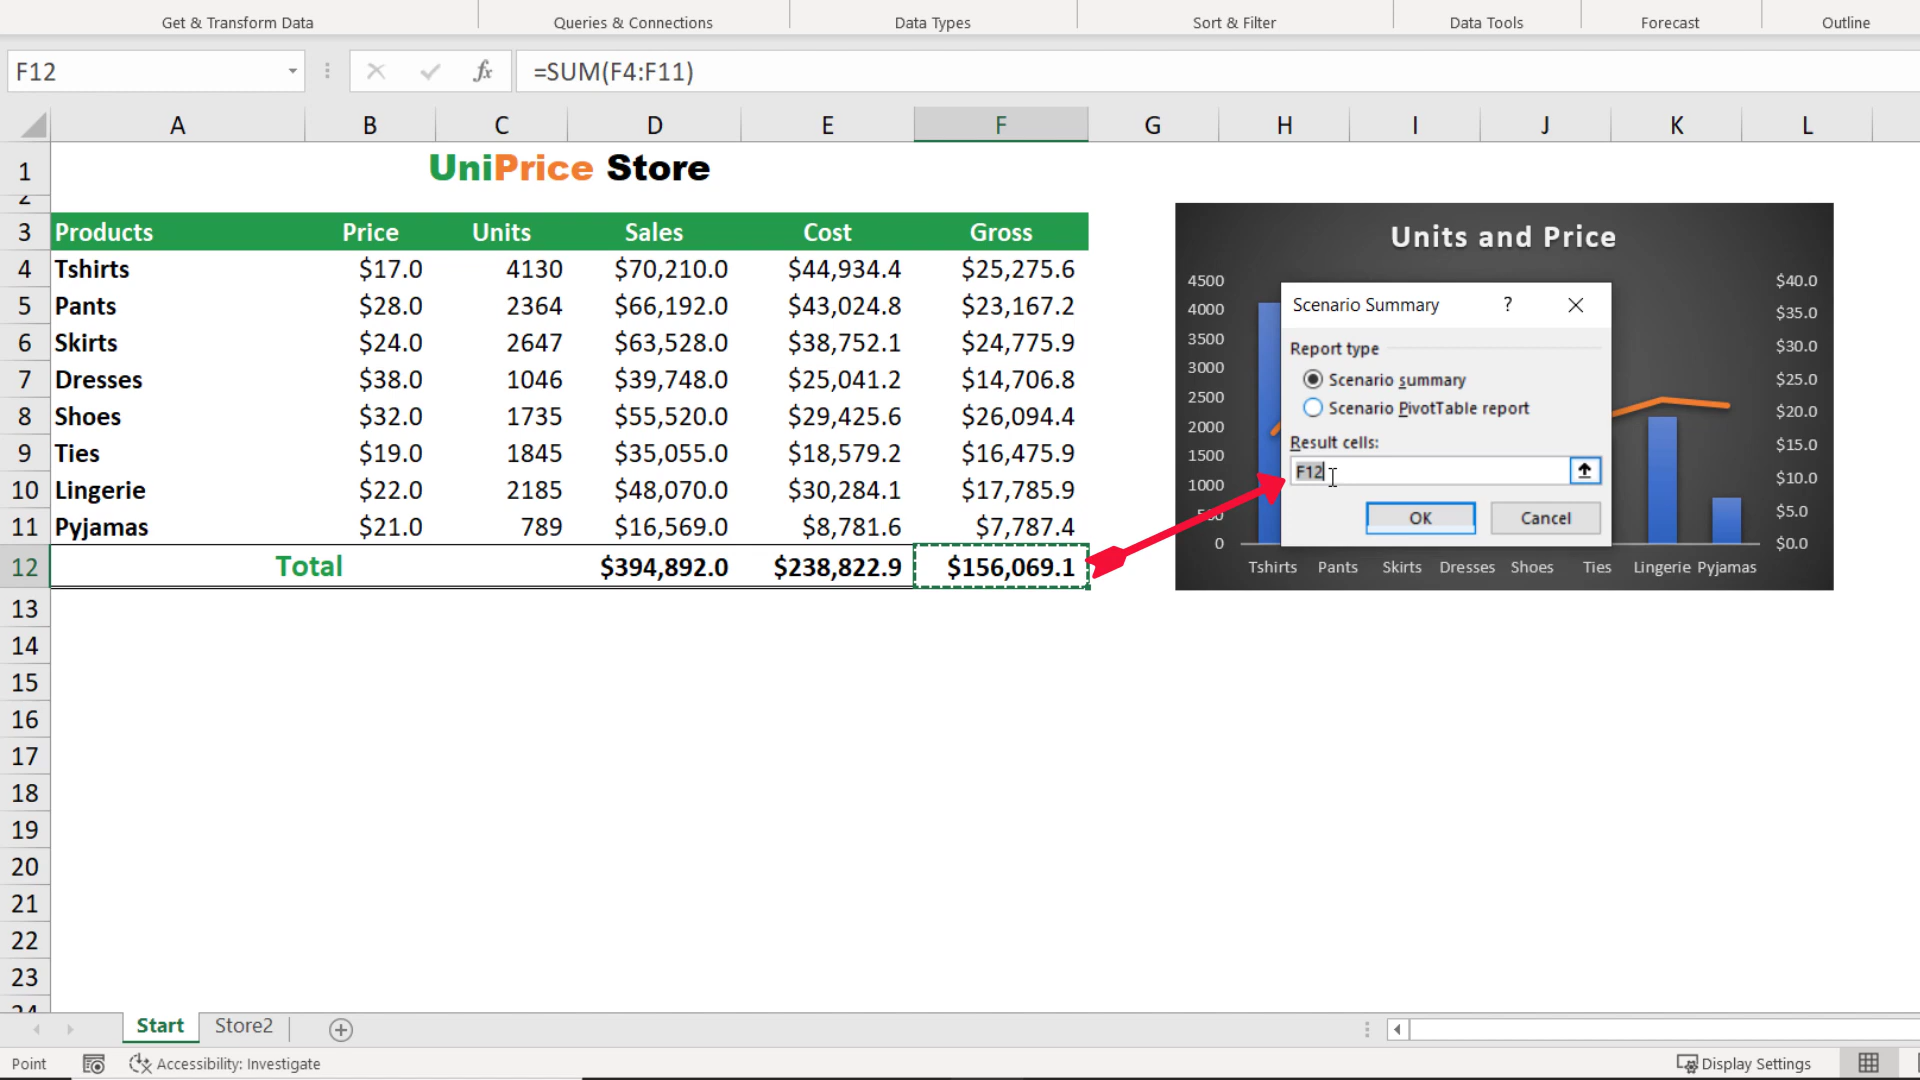 Get & Transform Data Queries & Connections Data Types Sort & Filter Data Tools Forecast Outline
F12 fx =SUM(F4:F11)
A B C D E F G H I J K L
1 UniPrice Store
2
3 Products Price Units Sales Cost Gross
4 Tshirts $17.0 4130 $70,210.0 $44,934.4 $25,275.6
5 Pants $28.0 2364 $66,192.0 $43,024.8 $23,167.2
6 Skirts $24.0 2647 $63,528.0 $38,752.1 $24,775.9
7 Dresses $38.0 1046 $39,748.0 $25,041.2 $14,706.8
8 Shoes $32.0 1735 $55,520.0 $29,425.6 $26,094.4
9 Ties $19.0 1845 $35,055.0 $18,579.2 $16,475.9
10 Lingerie $22.0 2185 $48,070.0 $30,284.1 $17,785.9
11 Pyjamas $21.0 789 $16,569.0 $8,781.6 $7,787.4
12 Total $394,892.0 $238,822.9 $156,069.1
13
14
15
16
17
18
19
20
21
22
23
24
Units and Price
4500
4000
3500
3000
2500
2000
1500
1000
500
0
$40.0
$35.0
$30.0
$25.0
$20.0
$15.0
$10.0
$5.0
$0.0
Tshirts Pants Skirts Dresses Shoes Ties Lingerie Pyjamas
Scenario Summary ?
Report type
Scenario summary
Scenario PivotTable report
Result cells:
F12
OK Cancel
Start Store2
Point Accessibility: Investigate Display Settings